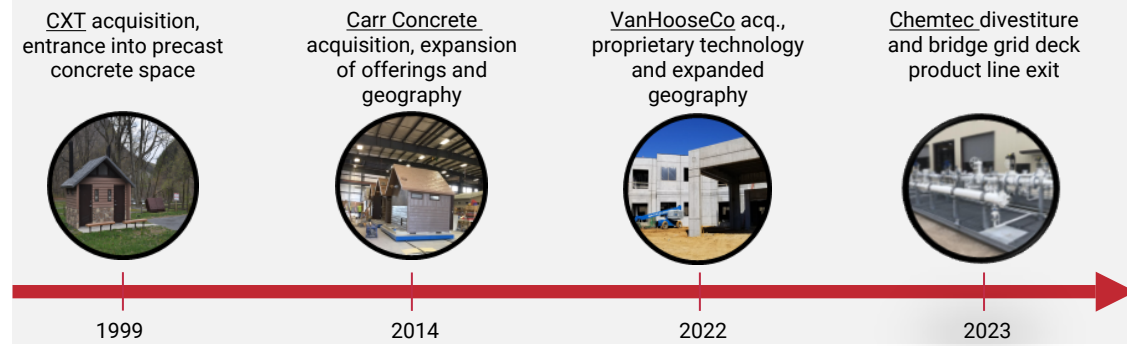 CXT acquisition,
entrance into precast
concrete space
Carr Concrete
acquisition, expansion
of offerings and
geography
VanHooseCo acq.,
proprietary technology
and expanded
geography
Chemtec divestiture
and bridge grid deck
product line exit
1999
2014
2022
2023